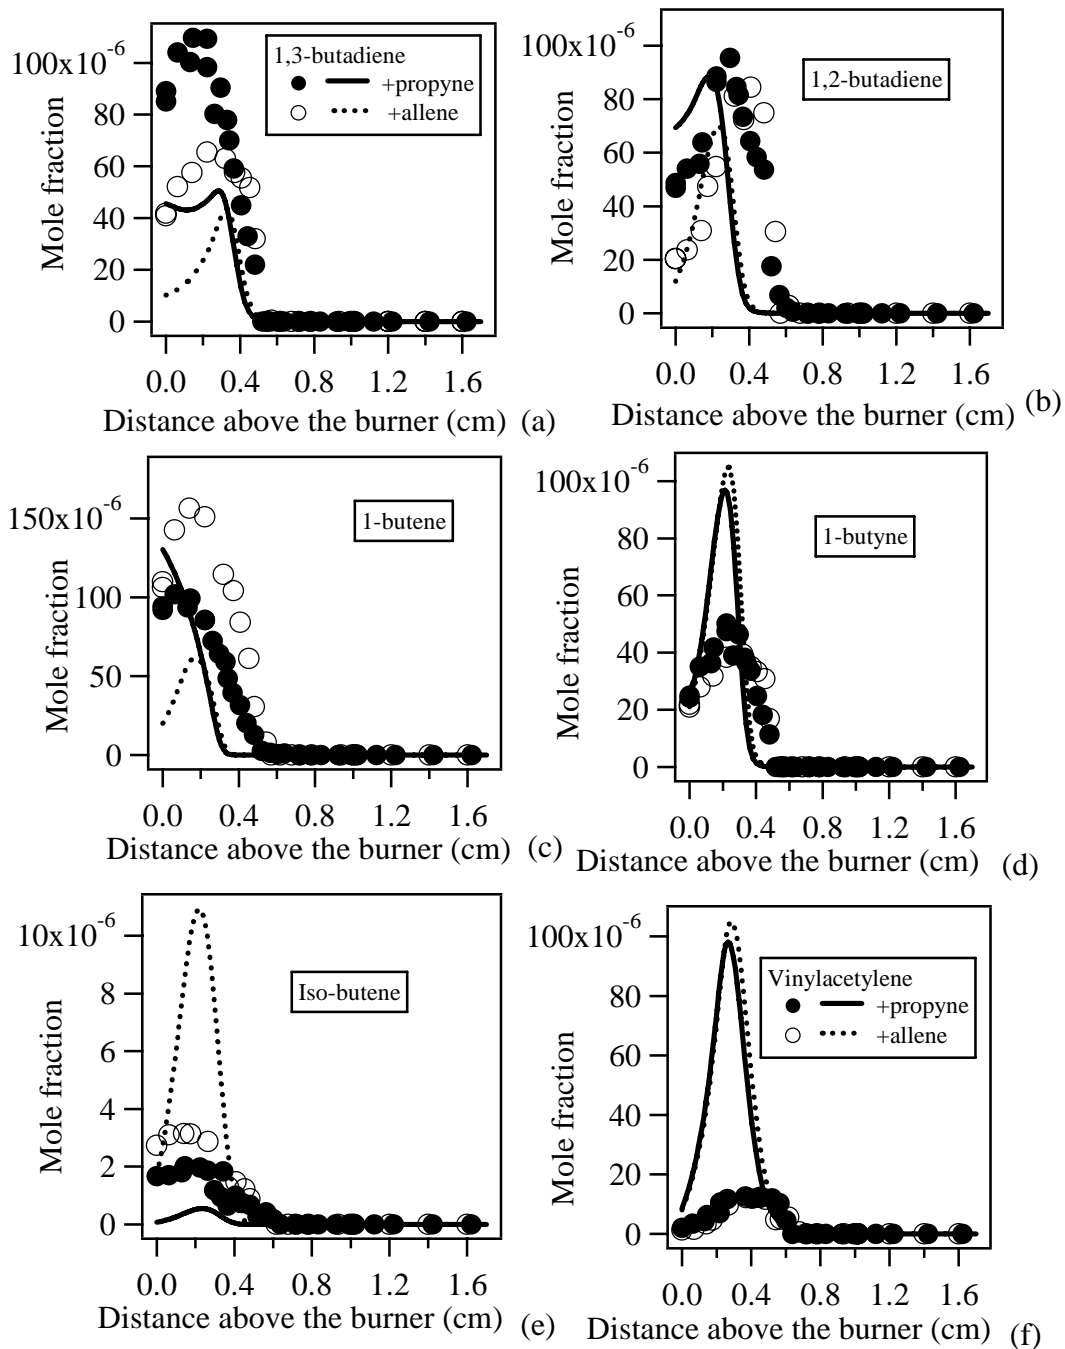 1,3-butadiene
+propyne
+allene
100x10-6
80
60
40
20
0
Mole fraction
0.0 0.4 0.8 1.2 1.6
Distance above the burner (cm) (a)
1,2-butadiene
100x10-6
80
60
40
20
0
Mole fraction
0.0 0.4 0.8 1.2 1.6
Distance above the burner (cm) (b)
1-butene
150x10-6
100
50
0
Mole fraction
0.0 0.4 0.8 1.2 1.6
Distance above the burner (cm) (c)
1-butyne
100x10-6
80
60
40
20
0
Mole fraction
0.0 0.4 0.8 1.2 1.6
Distance above the burner (cm) (d)
Iso-butene
10x10-6
8
6
4
2
0
Mole fraction
0.0 0.4 0.8 1.2 1.6
Distance above the burner (cm) (e)
Vinylacetylene
+propyne
+allene
100x10-6
80
60
40
20
0
Mole fraction
0.0 0.4 0.8 1.2 1.6
Distance above the burner (cm) (f)